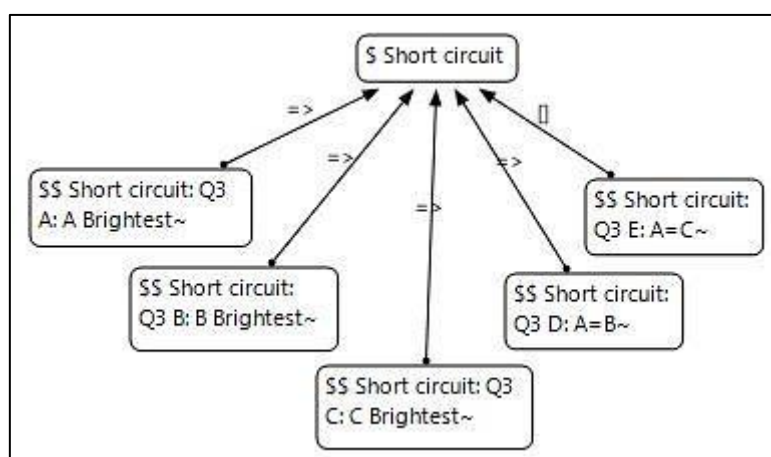 $ Short circuit
=>
[]
=>
=>
$$ Short circuit: Q3
A: A Brightest~
$$ Short circuit:
Q3 E: A=C~
=>
$$ Short circuit:
Q3 B: B Brightest~
$$ Short circuit:
Q3 D: A=B~
$$ Short circuit: Q3
C: C Brightest~